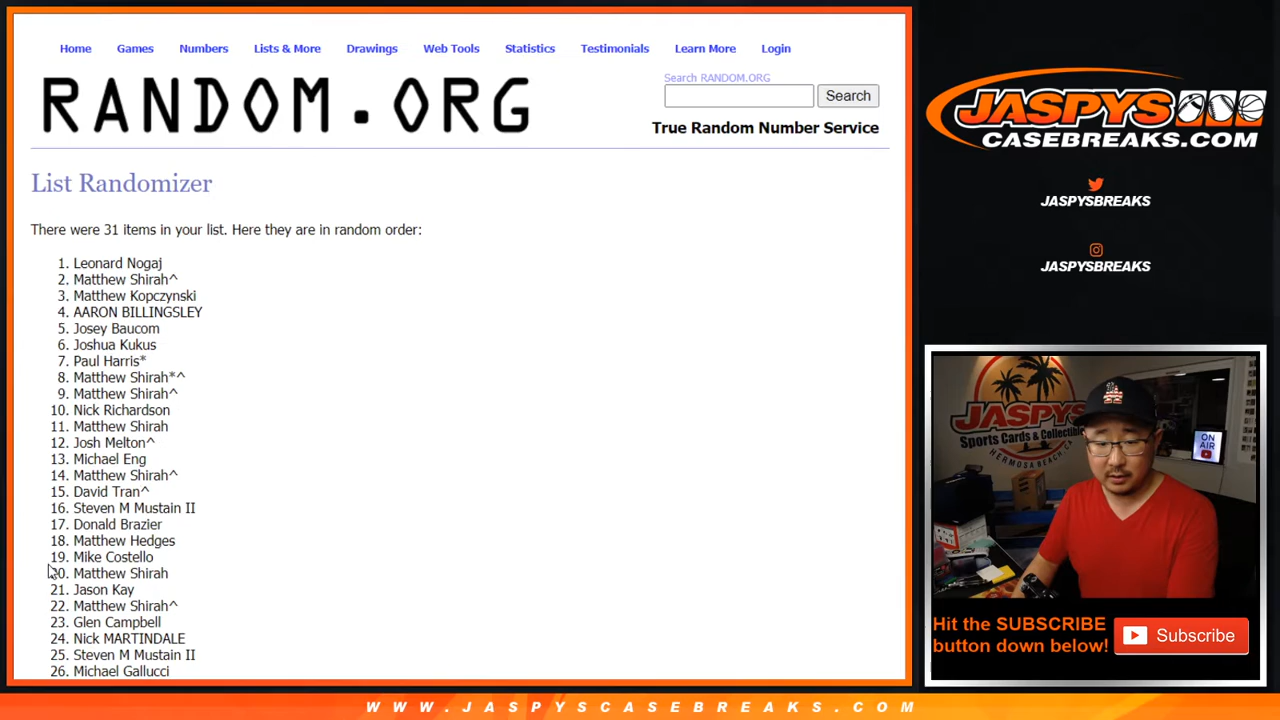 Home Games Numbers Lists & More Drawings Web Tools Statistics Testimonials Learn More Login
RANDOM.ORG
Search RANDOM.ORG
Search
True Random Number Service
List Randomizer
There were 31 items in your list. Here they are in random order:
1. Leonard Nogaj
2. Matthew Shirah^
3. Matthew Kopczynski
4. AARON BILLINGSLEY
5. Josey Baucom
6. Joshua Kukus
7. Paul Harris*
8. Matthew Shirah*^
9. Matthew Shirah^
10. Nick Richardson
11. Matthew Shirah
12. Josh Melton^
13. Michael Eng
14. Matthew Shirah^
15. David Tran^
16. Steven M Mustain II
17. Donald Brazier
18. Matthew Hedges
19. Mike Costello
20. Matthew Shirah
21. Jason Kay
22. Matthew Shirah^
23. Glen Campbell
24. Nick MARTINDALE
25. Steven M Mustain II
26. Michael Gallucci
JASPYS
CASEBREAKS.COM
JASPYSBREAKS
JASPYSBREAKS
JASPYS
Sports Cards & Collectibles
HERMOSA BEACH, CA
ON
AIR
Hit the SUBSCRIBE
button down below!
Subscribe
WWW.JASPYSCASEBREAKS.COM